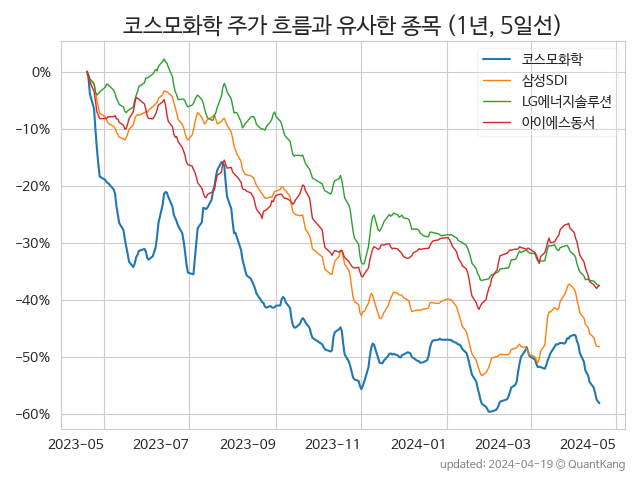 코스모화학 주가 흐름과 유사한 종목 (1년, 5일선)
코스모화학
삼성SDI
LG에너지솔루션
아이에스동서
0%
−10%
−20%
−30%
−40%
−50%
−60%
2023-05 2023-07 2023-09 2023-11 2024-01 2024-03 2024-05
updated: 2024-04-19 © QuantKang